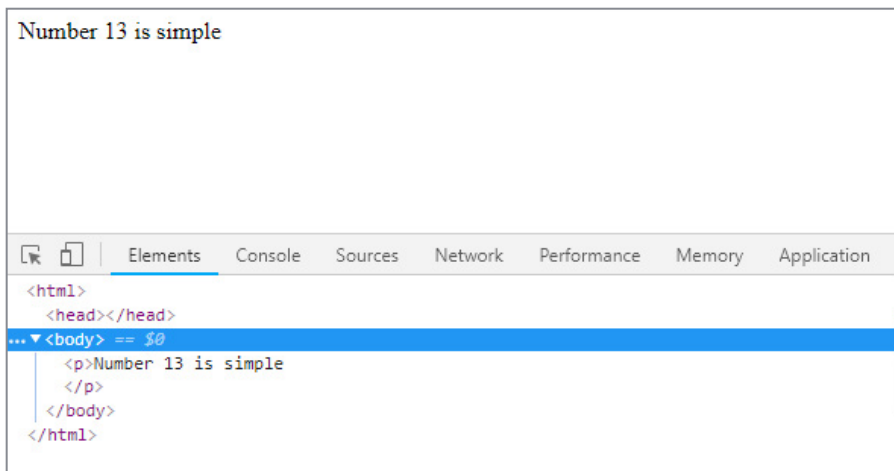 Number 13 is simple
Elements Console Sources Network Performance Memory Application
<html>
<head></head>
... ▼ <body> == $0
<p>Number 13 is simple
</p>
</body>
</html>